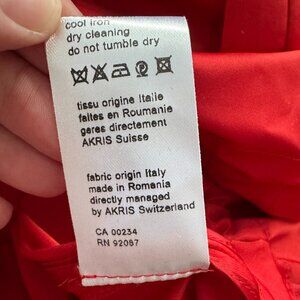 cool iron
dry cleaning
do not tumble dry
tissu origine Italie
faites en Roumanie
geres directement
AKRIS Suisse
fabric origin Italy
made in Romania
directly managed
by AKRIS Switzerland
CA 00234
RN 92087